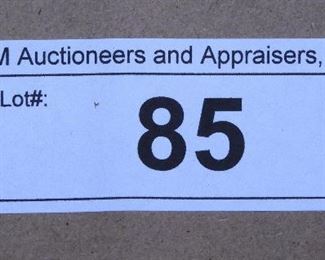 M Auctioneers and Appraisers,
Lot#:
85